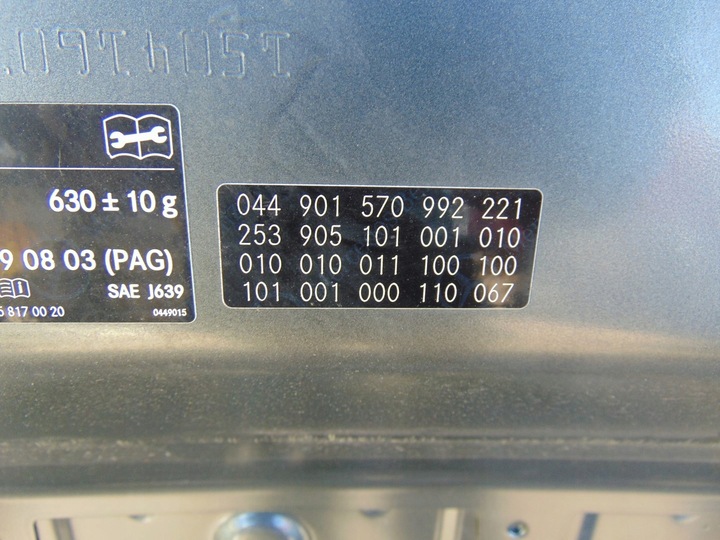 630 ± 10 g
9 08 03 (PAG)
SAE J639
6 817 00 20
0449015
044 901 570 992 221
253 905 101 001 010
010 010 011 100 100
101 001 000 110 067